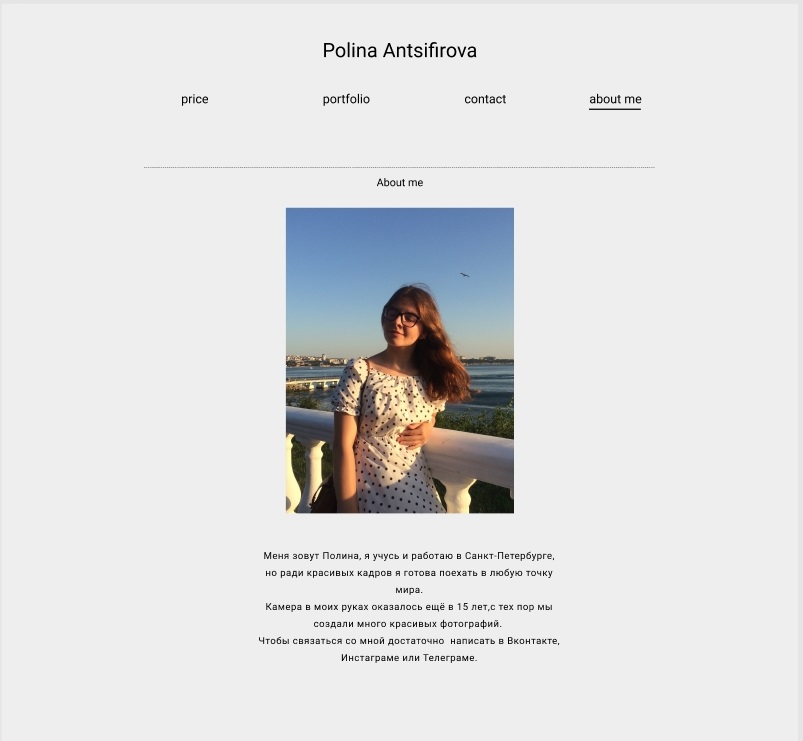 Polina Antsifirova
price portfolio contact about me
About me
Меня зовут Полина, я учусь и работаю в Санкт-Петербурге,
но ради красивых кадров я готова поехать в любую точку
мира.
Камера в моих руках оказалось ещё в 15 лет,с тех пор мы
создали много красивых фотографий.
Чтобы связаться со мной достаточно  написать в Вконтакте,
Инстаграме или Телеграме.